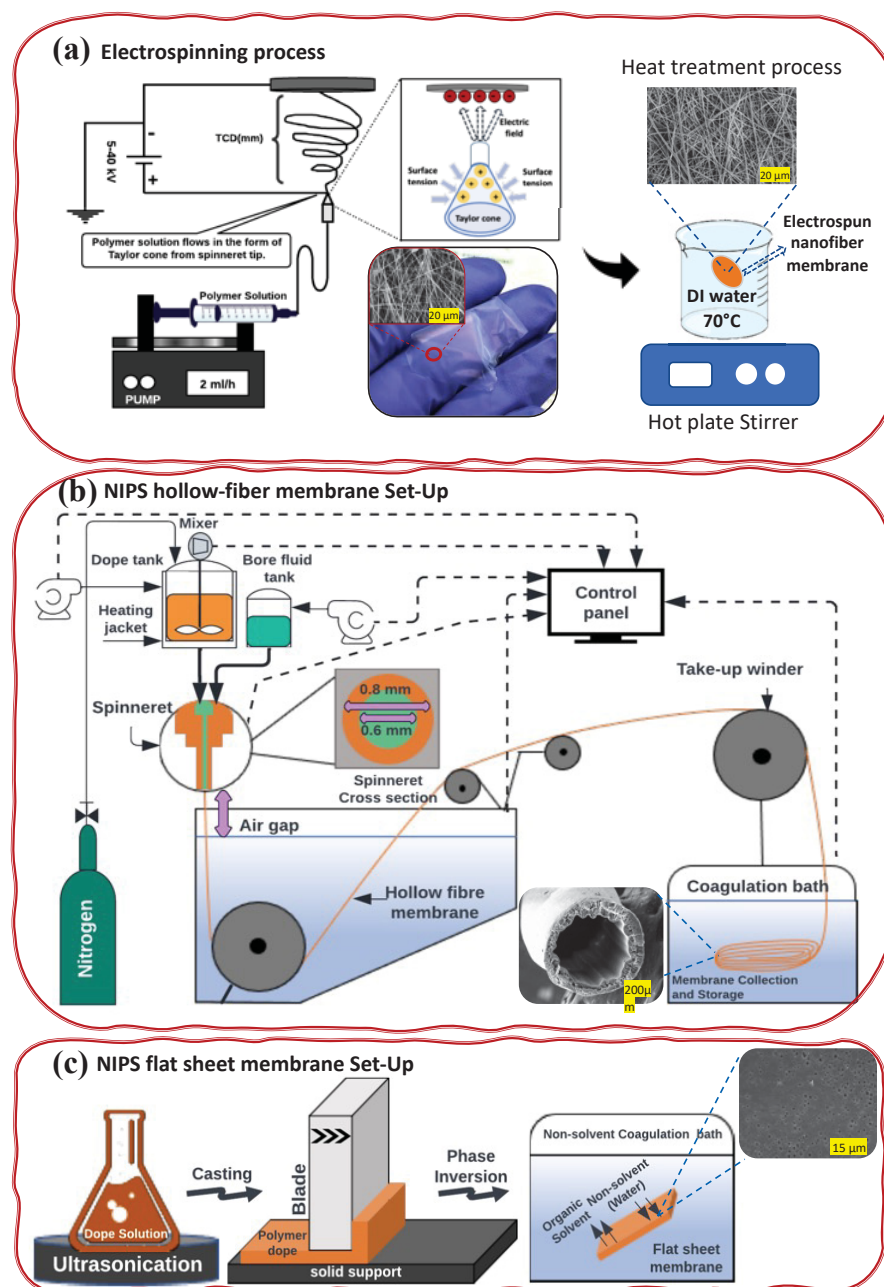 (a) Electrospinning process
Heat treatment process
5-40 kV
-
+
TCD(mm)
+ + + + +
Electric
field
Surface
tension
Surface
tension
+ +
+ + +
+ +
Taylor cone
Polymer solution flows in the form of
Taylor cone from spinneret tip.
Polymer Solution
PUMP
2 ml/h
20 µm
20 µm
Electrospun
nanofiber
membrane
DI water
70°C
Hot plate Stirrer
(b) NIPS hollow-fiber membrane Set-Up
Mixer
Dope tank
Bore fluid
tank
Heating
jacket
Control
panel
Spinneret
0.8 mm
0.6 mm
Spinneret
Cross section
Take-up winder
Air gap
Hollow fibre
membrane
Nitrogen
Coagulation bath
200µ
m
Membrane Collection
and Storage
(c) NIPS flat sheet membrane Set-Up
Dope Solution
Ultrasonication
Casting
Blade
Polymer
dope
solid support
Phase
Inversion
Non-solvent Coagulation bath
Organic
Solvent
Non-solvent
(Water)
Flat sheet
membrane
15 µm